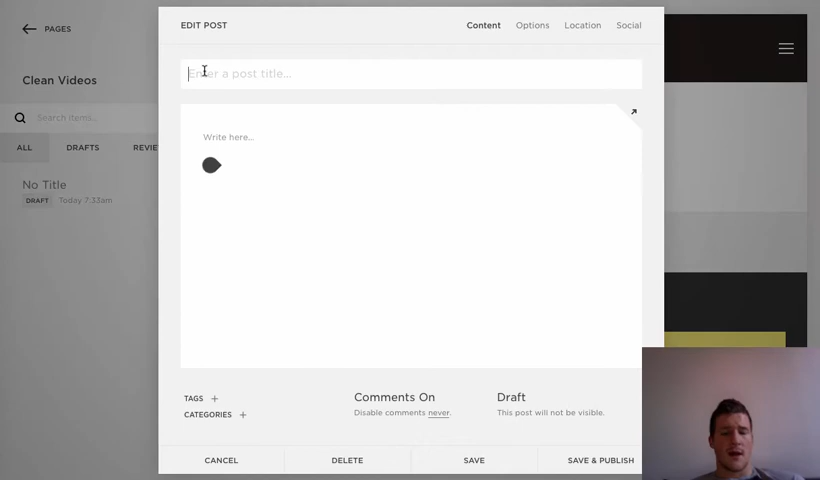 EDIT POST
Content
Options
Location
Social
PAGES
Clean Videos
Search items...
ALL
DRAFTS
REVIE
No Title
DRAFT
Today 7:33am
Enter a post title...
Write here...
TAGS +
CATEGORIES +
Comments On
Disable comments never.
Draft
This post will not be visible.
CANCEL
DELETE
SAVE
SAVE & PUBLISH